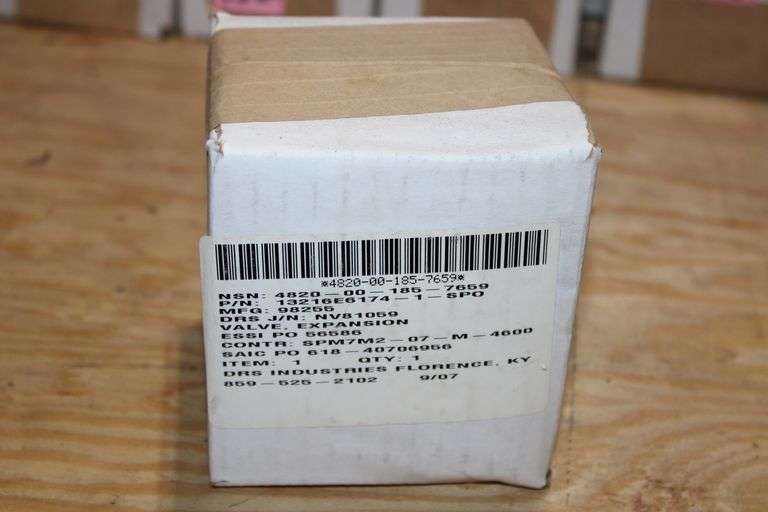 *4820-00-185-7659*
NSN: 4820-00-185-7659
P/N: 13216E6174-1-SPO
MFG: 98255
DRS J/N: NV81059
VALVE, EXPANSION
ESSI PO 56586
CONTR: SPM7M2-07-M-4600
SAIC PO 618-40706956
ITEM: 1 QTY: 1
DRS INDUSTRIES FLORENCE, KY
859-525-2102 9/07